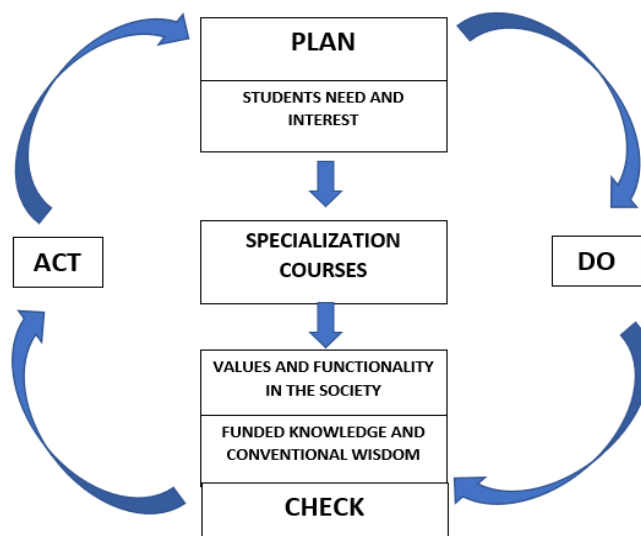 PLAN
STUDENTS NEED AND
INTEREST
SPECIALIZATION
COURSES
ACT
DO
VALUES AND FUNCTIONALITY
IN THE SOCIETY
FUNDED KNOWLEDGE AND
CONVENTIONAL WISDOM
CHECK